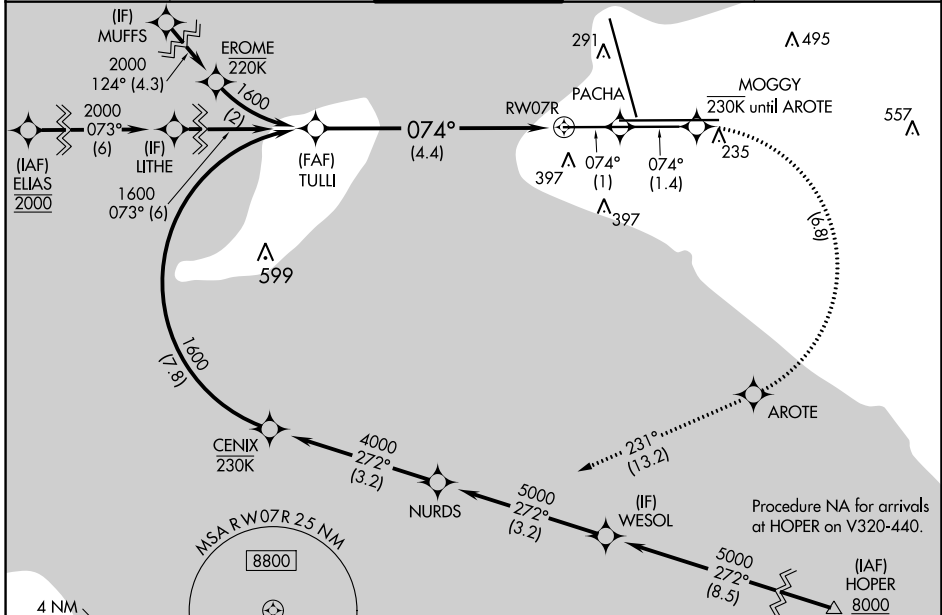 (IF)
MUFFS
2000
124° (4.3)
EROME
220K
1600
(2)
2000
073°
(6)
(IAF)
ELIAS
2000
(IF)
LITHE
1600
073° (6)
(FAF)
TULLI
074°
(4.4)
RW07R
291
PACHA
495
MOGGY
230K until AROTE
557
235
397
074°
(1)
074°
(1.4)
397
(6.8)
599
1600
(7.8)
CENIX
230K
4000
272°
(3.2)
NURDS
5000
272°
(3.2)
(IF)
WESOL
AROTE
231°
(13.2)
Procedure NA for arrivals
at HOPER on V320-440.
5000
272°
(8.5)
(IAF)
HOPER
8000
MSA RW07R 25 NM
8800
4 NM